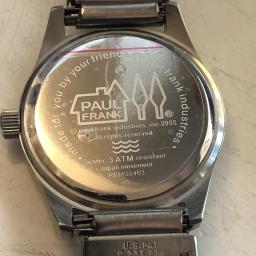 made for you by your friends at paul frank industries •
PAUL
FRANK
®
© paul frank industries, inc 2005
all rights reserved.
water 3 ATM resistant
Japan movement
RBMS0463
U.S. PAT